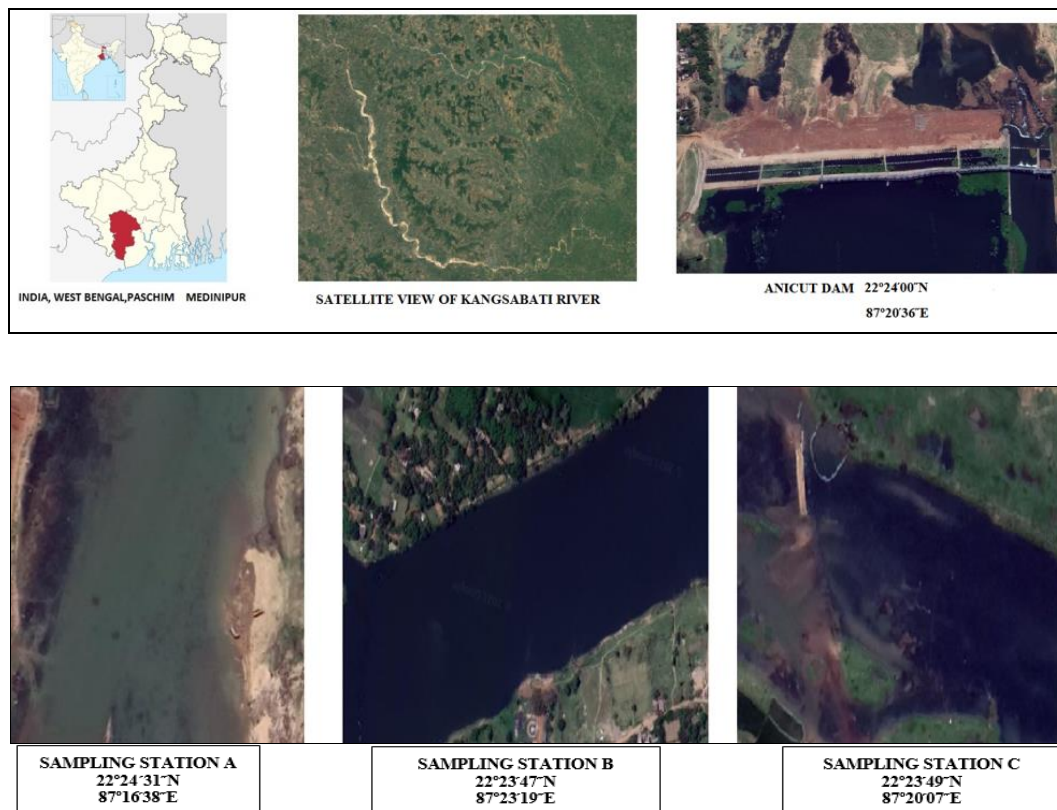 INDIA, WEST BENGAL,PASCHIM MEDINIPUR
SATELLITE VIEW OF KANGSABATI RIVER
ANICUT DAM 22°24´00˜N
87°20´36˜E
SAMPLING STATION A
22°24´31˜N
87°16´38˜E
SAMPLING STATION B
22°23´47˜N
87°23´19˜E
SAMPLING STATION C
22°23´49˜N
87°20´07˜E